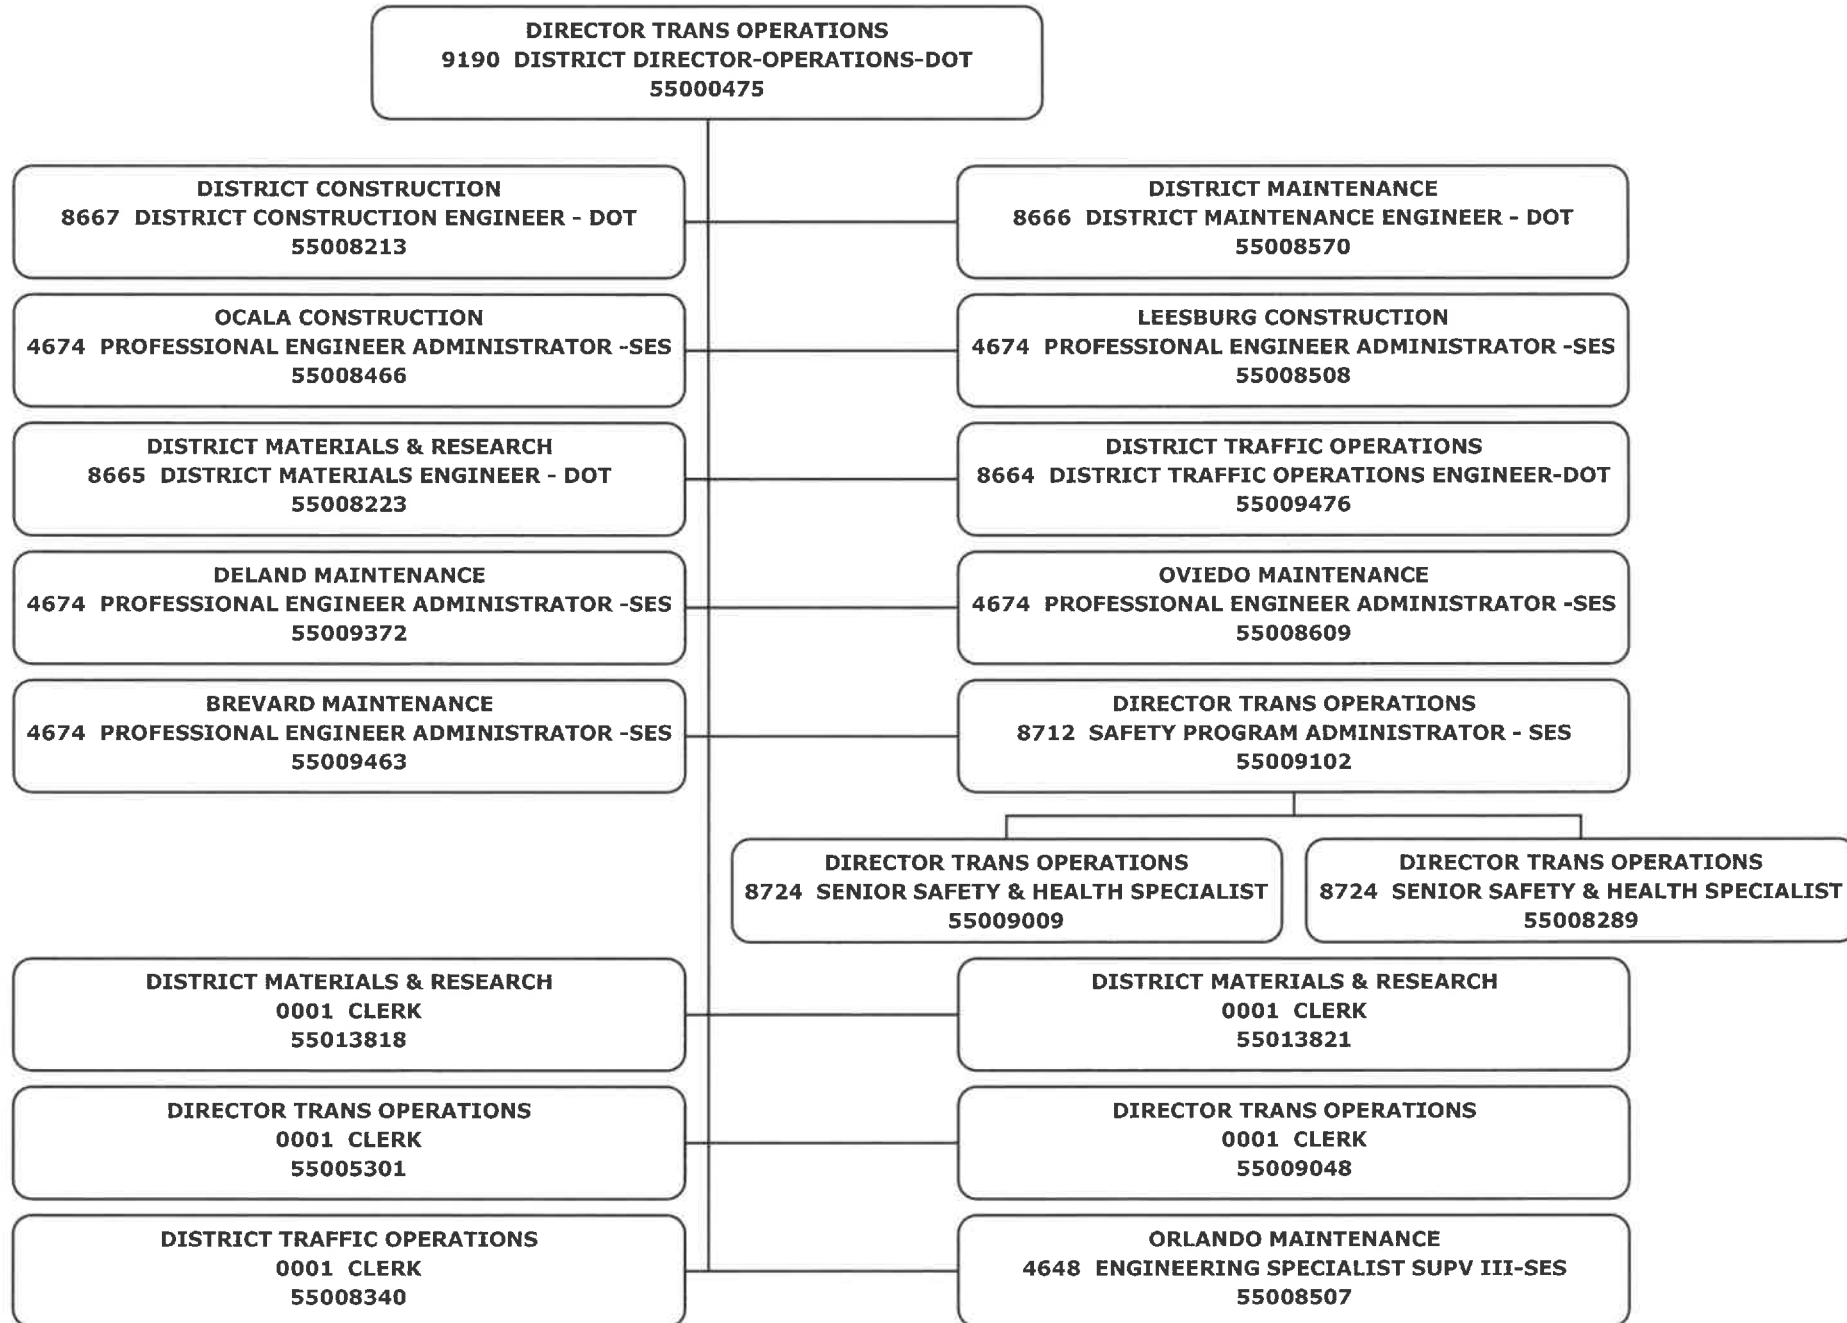 DIRECTOR TRANS OPERATIONS
9190 DISTRICT DIRECTOR-OPERATIONS-DOT
55000475
DISTRICT CONSTRUCTION
8667 DISTRICT CONSTRUCTION ENGINEER - DOT
55008213
DISTRICT MAINTENANCE
8666 DISTRICT MAINTENANCE ENGINEER - DOT
55008570
OCALA CONSTRUCTION
4674 PROFESSIONAL ENGINEER ADMINISTRATOR -SES
55008466
LEESBURG CONSTRUCTION
4674 PROFESSIONAL ENGINEER ADMINISTRATOR -SES
55008508
DISTRICT MATERIALS & RESEARCH
8665 DISTRICT MATERIALS ENGINEER - DOT
55008223
DISTRICT TRAFFIC OPERATIONS
8664 DISTRICT TRAFFIC OPERATIONS ENGINEER-DOT
55009476
DELAND MAINTENANCE
4674 PROFESSIONAL ENGINEER ADMINISTRATOR -SES
55009372
OVIEDO MAINTENANCE
4674 PROFESSIONAL ENGINEER ADMINISTRATOR -SES
55008609
BREVARD MAINTENANCE
4674 PROFESSIONAL ENGINEER ADMINISTRATOR -SES
55009463
DIRECTOR TRANS OPERATIONS
8712 SAFETY PROGRAM ADMINISTRATOR - SES
55009102
DIRECTOR TRANS OPERATIONS
8724 SENIOR SAFETY & HEALTH SPECIALIST
55009009
DIRECTOR TRANS OPERATIONS
8724 SENIOR SAFETY & HEALTH SPECIALIST
55008289
DISTRICT MATERIALS & RESEARCH
0001 CLERK
55013818
DISTRICT MATERIALS & RESEARCH
0001 CLERK
55013821
DIRECTOR TRANS OPERATIONS
0001 CLERK
55005301
DIRECTOR TRANS OPERATIONS
0001 CLERK
55009048
DISTRICT TRAFFIC OPERATIONS
0001 CLERK
55008340
ORLANDO MAINTENANCE
4648 ENGINEERING SPECIALIST SUPV III-SES
55008507